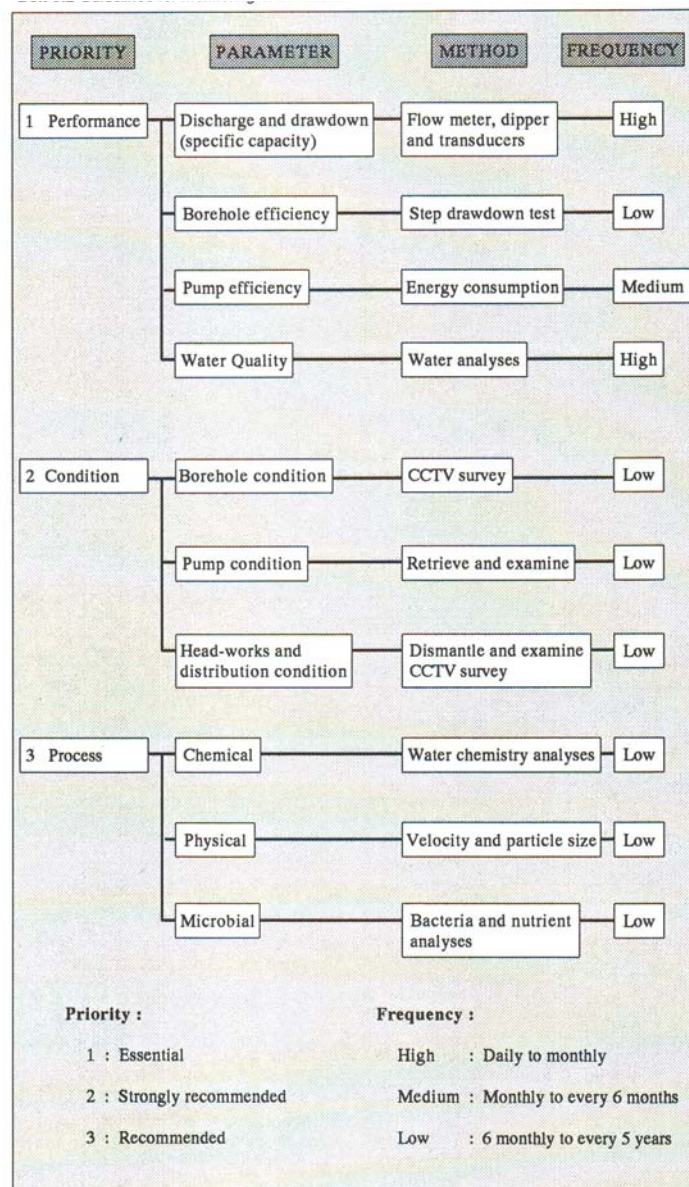 PRIORITY PARAMETER METHOD FREQUENCY
1 Performance
Discharge and drawdown
(specific capacity)
Flow meter, dipper
and transducers
High
Borehole efficiency
Step drawdown test
Low
Pump efficiency
Energy consumption
Medium
Water Quality
Water analyses
High
2 Condition
Borehole condition
CCTV survey
Low
Pump condition
Retrieve and examine
Low
Head-works and
distribution condition
Dismantle and examine
CCTV survey
Low
3 Process
Chemical
Water chemistry analyses
Low
Physical
Velocity and particle size
Low
Microbial
Bacteria and nutrient
analyses
Low
Priority :
1 : Essential
2 : Strongly recommended
3 : Recommended
Frequency :
High : Daily to monthly
Medium : Monthly to every 6 months
Low : 6 monthly to every 5 years